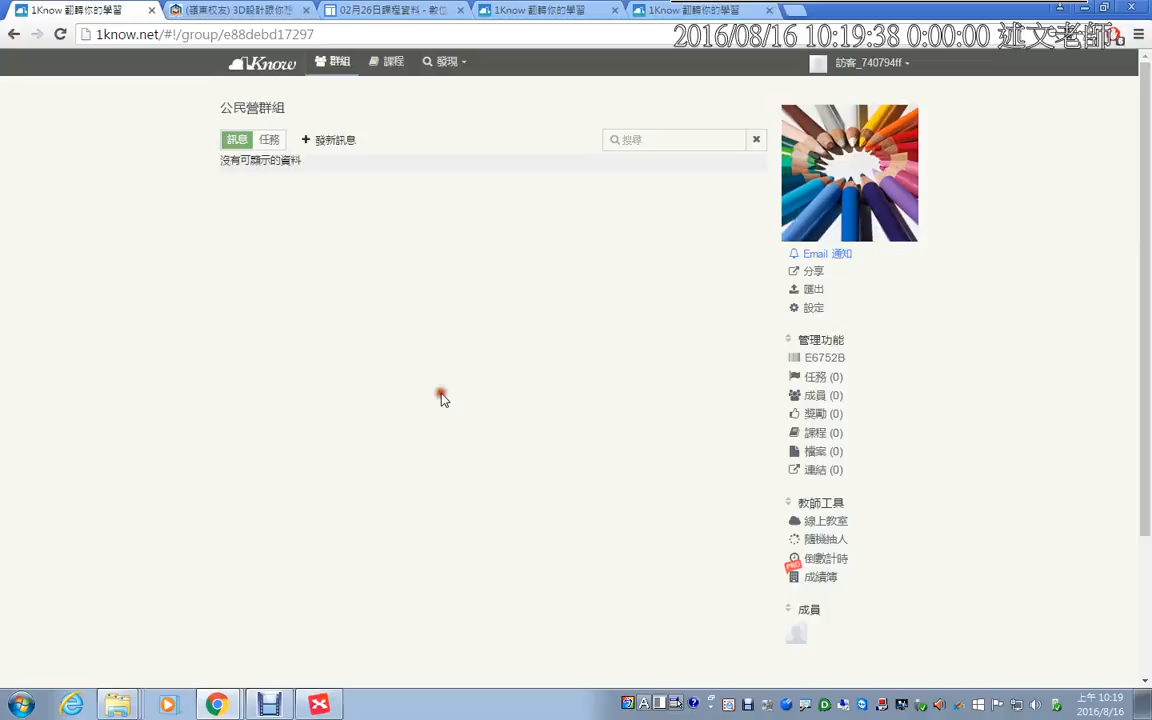 1Know 翻轉你的學習
(運東校友) 3D設計跟你想
02月26日課程資料 - 數位
1Know 翻轉你的學習
1Know 翻轉你的學習
1know.net/#!/group/e88debd17297
2016/08/16 10:19:38 0:00:00 述文老師
1Know
群組
課程
發現
訪客_740794ff
公民營群組
訊息
任務
發新訊息
搜尋
沒有可顯示的資料
Email 通知
分享
匯出
設定
管理功能
E6752B
任務 (0)
成員 (0)
獎勵 (0)
課程 (0)
檔案 (0)
連結 (0)
教師工具
線上教室
隨機抽人
倒數計時
PRO
成績簿
成員
上午 10:19
2016/8/16